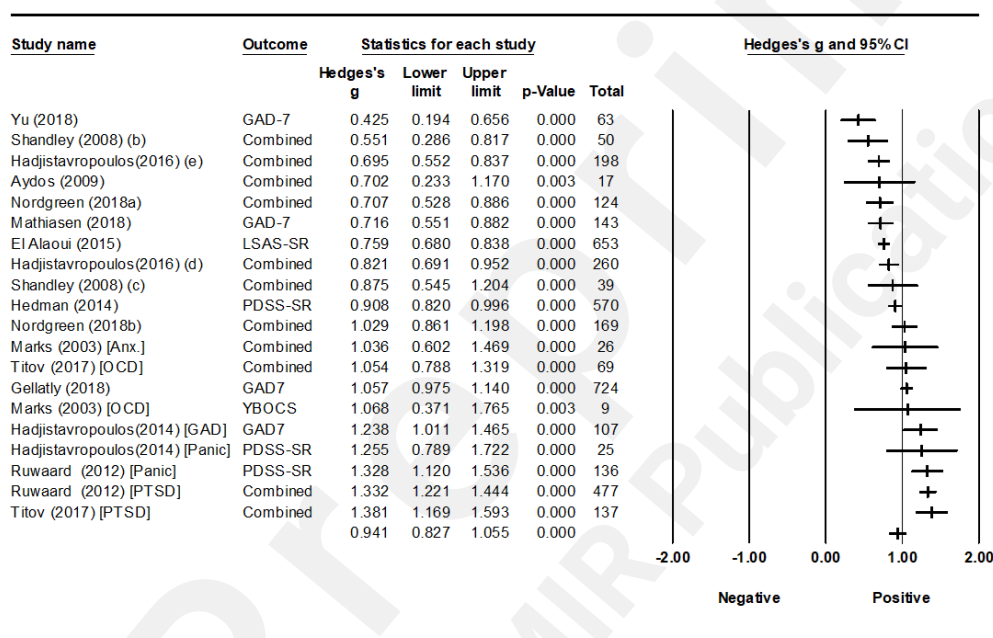 Study name Outcome Statistics for each study Hedges's g and 95% CI
Hedges's Lower Upper
g limit limit p-Value Total
Yu (2018) GAD-7 0.425 0.194 0.656 0.000 63
Shandley (2008) (b) Combined 0.551 0.286 0.817 0.000 50
Hadjistavropoulos(2016) (e) Combined 0.695 0.552 0.837 0.000 198
Aydos (2009) Combined 0.702 0.233 1.170 0.003 17
Nordgreen (2018a) Combined 0.707 0.528 0.886 0.000 124
Mathiasen (2018) GAD-7 0.716 0.551 0.882 0.000 143
El Alaoui (2015) LSAS-SR 0.759 0.680 0.838 0.000 653
Hadjistavropoulos(2016) (d) Combined 0.821 0.691 0.952 0.000 260
Shandley (2008) (c) Combined 0.875 0.545 1.204 0.000 39
Hedman (2014) PDSS-SR 0.908 0.820 0.996 0.000 570
Nordgreen (2018b) Combined 1.029 0.861 1.198 0.000 169
Marks (2003) [Anx.] Combined 1.036 0.602 1.469 0.000 26
Titov (2017) [OCD] Combined 1.054 0.788 1.319 0.000 69
Gellatly (2018) GAD7 1.057 0.975 1.140 0.000 724
Marks (2003) [OCD] YBOCS 1.068 0.371 1.765 0.003 9
Hadjistavropoulos(2014) [GAD] GAD7 1.238 1.011 1.465 0.000 107
Hadjistavropoulos(2014) [Panic] PDSS-SR 1.255 0.789 1.722 0.000 25
Ruwaard (2012) [Panic] PDSS-SR 1.328 1.120 1.536 0.000 136
Ruwaard (2012) [PTSD] Combined 1.332 1.221 1.444 0.000 477
Titov (2017) [PTSD] Combined 1.381 1.169 1.593 0.000 137
0.941 0.827 1.055 0.000
-2.00 -1.00 0.00 1.00 2.00
Negative Positive
Preprin
MIR Publicatic